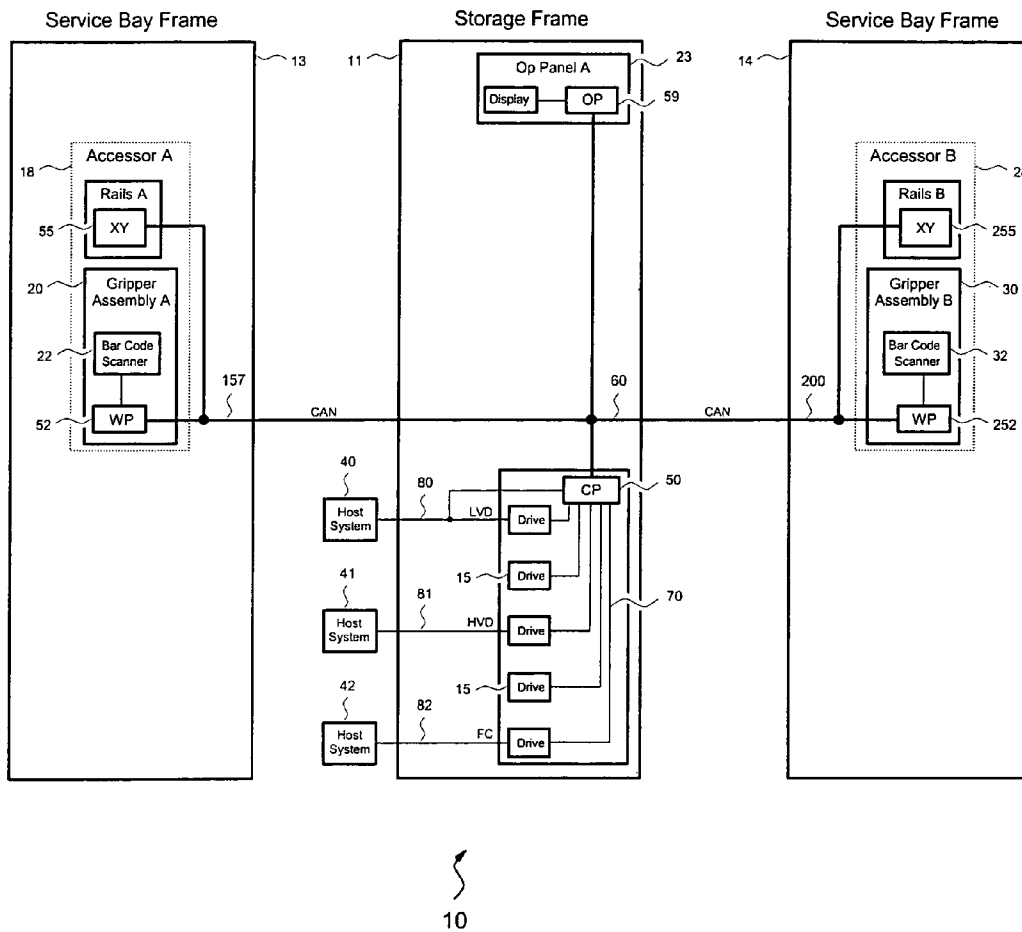 Service Bay Frame
Storage Frame
Service Bay Frame
13
11
Op Panel A
23
14
Display
OP
59
18
Accessor A
Rails A
55
XY
20
Gripper
Assembly A
22
Bar Code
Scanner
52
WP
157
CAN
60
CAN
200
Accessor B
Rails B
XY
255
Gripper
Assembly B
30
Bar Code
Scanner
32
WP
252
40
Host
System
80
LVD
CP
50
Drive
15
Drive
41
Host
System
81
HVD
Drive
70
15
Drive
42
Host
System
82
FC
Drive
10